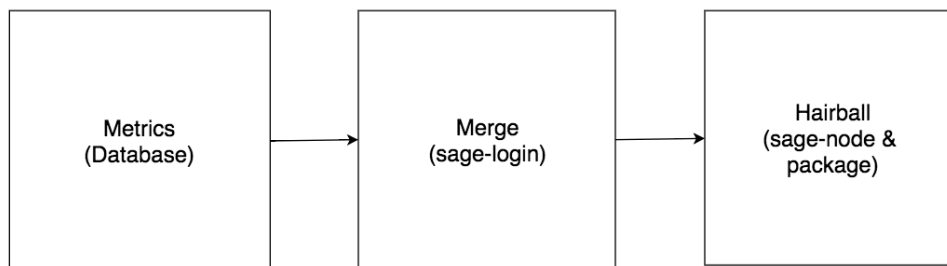 Metrics
(Database)
Merge
(sage-login)
Hairball
(sage-node &
package)